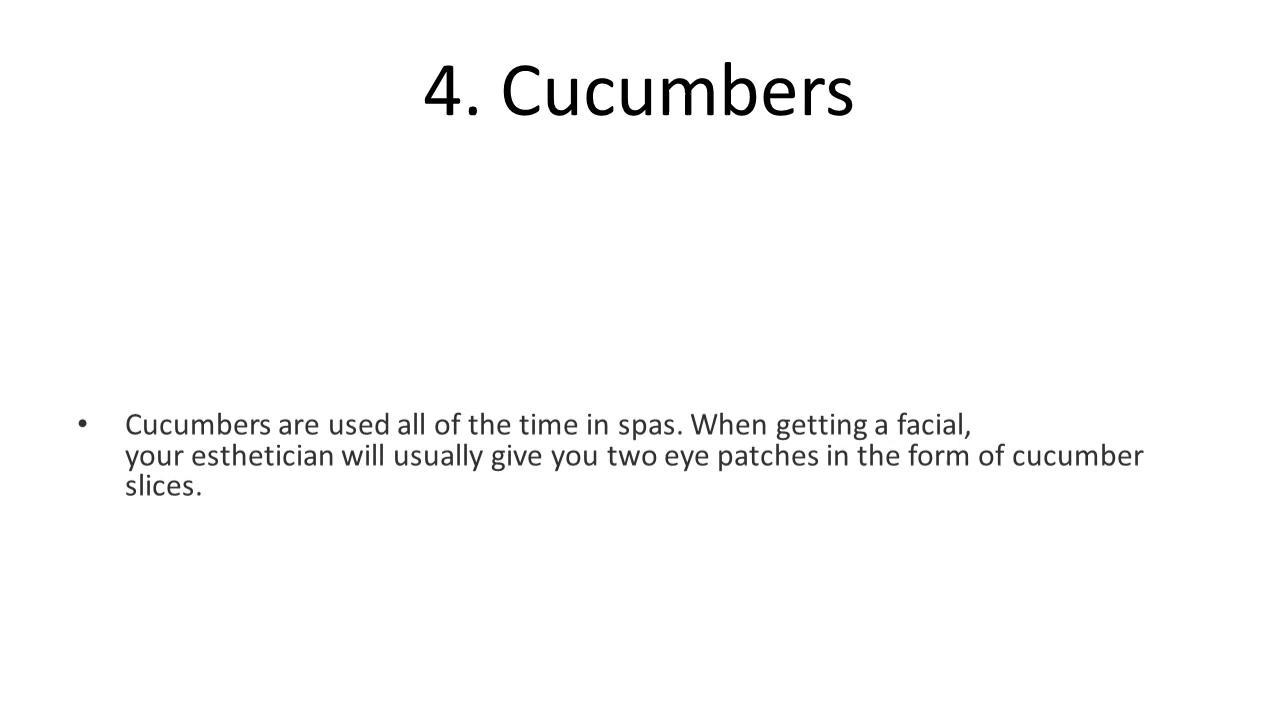 4. Cucumbers
• Cucumbers are used all of the time in spas. When getting a facial,
your esthetician will usually give you two eye patches in the form of cucumber
slices.